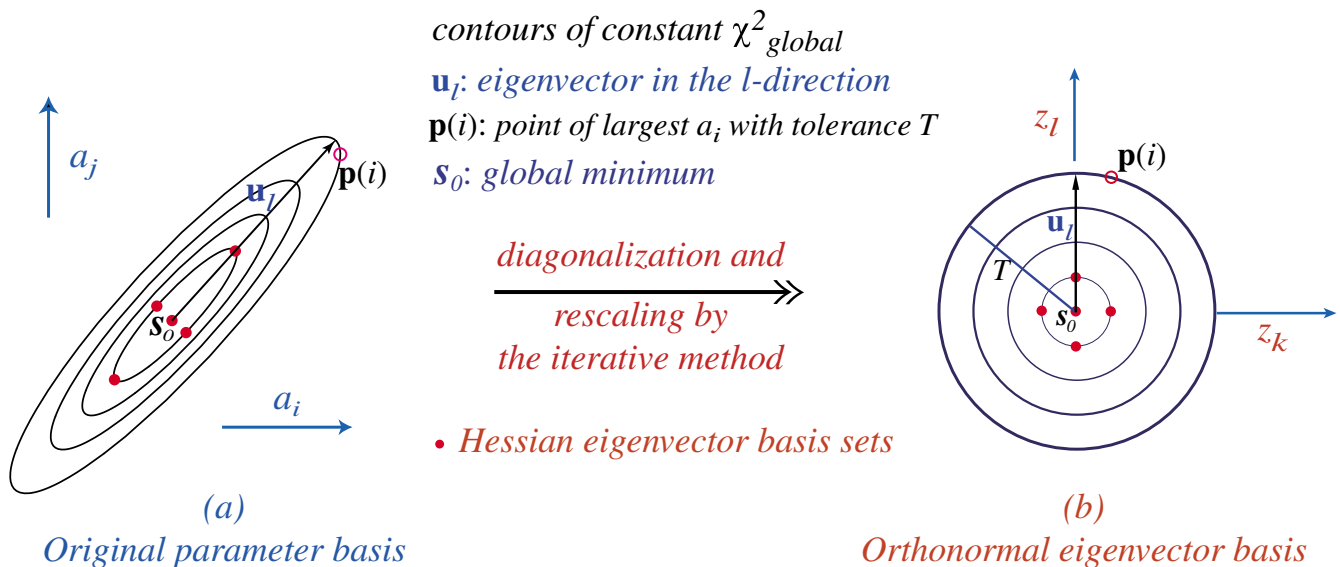 contours of constant χ²global
u_l: eigenvector in the l-direction
p(i): point of largest a_i with tolerance T
s_0: global minimum
a_j
u_l
p(i)
s_0
a_i
diagonalization and
rescaling by
the iterative method
• Hessian eigenvector basis sets
z_l
p(i)
u_l
T
s_0
z_k
(a)
Original parameter basis
(b)
Orthonormal eigenvector basis